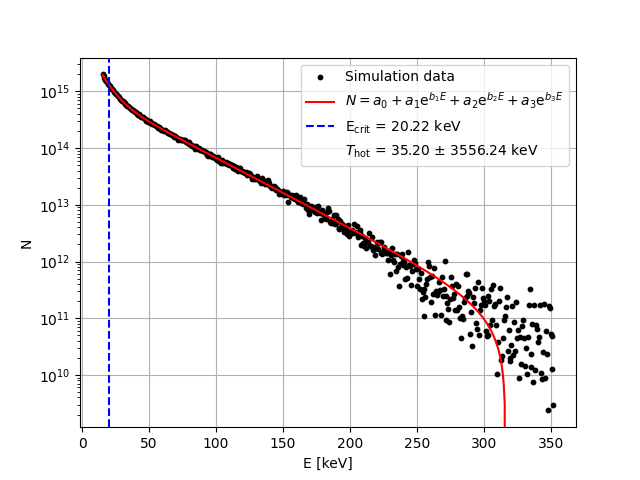 Simulation data
N = a₀ + a₁e^{b₁E} + a₂e^{b₂E} + a₃e^{b₃E}
E_crit = 20.22 keV
T_hot = 35.20 ± 3556.24 keV
10¹⁵
10¹⁴
10¹³
10¹²
10¹¹
10¹⁰
N
0 50 100 150 200 250 300 350
E [keV]